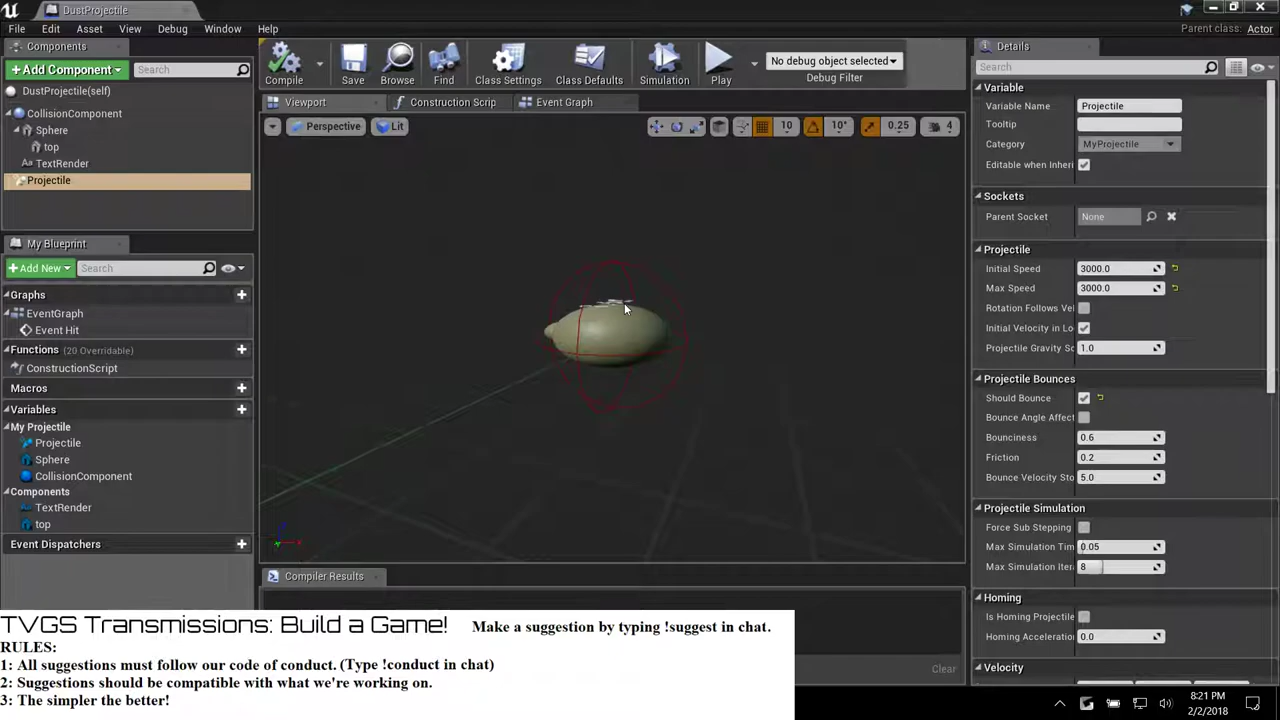 DustProjectile
File Edit Asset View Debug Window Help
Parent class: Actor
Components
+Add Component
Search
DustProjectile(self)
CollisionComponent
Sphere
top
TextRender
Projectile
My Blueprint
+Add New
Search
Graphs
EventGraph
Event Hit
Functions (20 Overridable)
ConstructionScript
Macros
Variables
My Projectile
Projectile
Sphere
CollisionComponent
Components
TextRender
top
Event Dispatchers
Compile Save Browse Find Class Settings Class Defaults Simulation Play
No debug object selected
Debug Filter
Viewport Construction Scrip Event Graph
Perspective Lit
10 10° 0.25 4
Compiler Results
Clear
Details
Search
Variable
Variable Name Projectile
Tooltip
Category MyProjectile
Editable when Inheri
Sockets
Parent Socket None
Projectile
Initial Speed 3000.0
Max Speed 3000.0
Rotation Follows Vel
Initial Velocity in Lo
Projectile Gravity Sc 1.0
Projectile Bounces
Should Bounce
Bounce Angle Affect
Bounciness 0.6
Friction 0.2
Bounce Velocity Sto 5.0
Projectile Simulation
Force Sub Stepping
Max Simulation Tim 0.05
Max Simulation Iter 8
Homing
Is Homing Projectile
Homing Acceleration 0.0
Velocity
TVGS Transmissions: Build a Game! Make a suggestion by typing !suggest in chat.
RULES:
1: All suggestions must follow our code of conduct. (Type !conduct in chat)
2: Suggestions should be compatible with what we're working on.
3: The simpler the better!
8:21 PM
2/2/2018